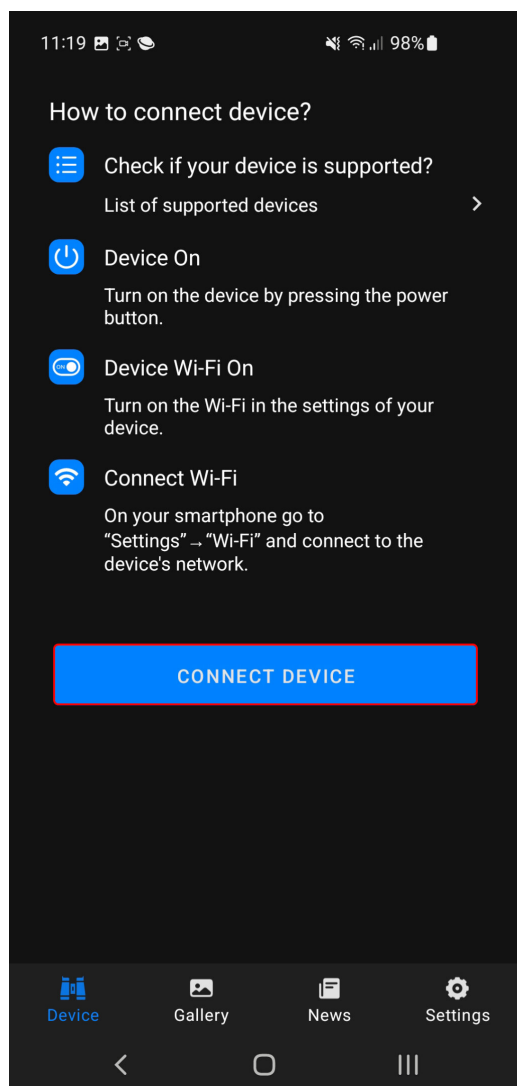 11:19 98%
How to connect device?
Check if your device is supported?
List of supported devices
Device On
Turn on the device by pressing the power
button.
ON
Device Wi-Fi On
Turn on the Wi-Fi in the settings of your
device.
Connect Wi-Fi
On your smartphone go to
“Settings”→“Wi-Fi” and connect to the
device's network.
CONNECT DEVICE
Device Gallery News Settings